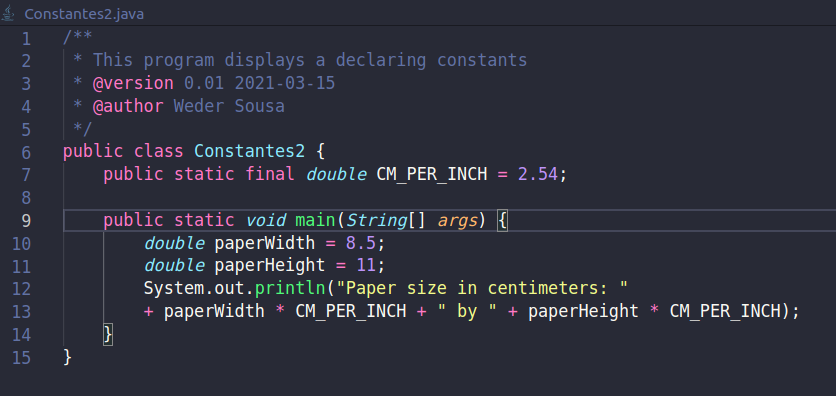 Constantes2.java
1 /**
2 * This program displays a declaring constants
3 * @version 0.01 2021-03-15
4 * @author Weder Sousa
5 */
6 public class Constantes2 {
7 public static final double CM_PER_INCH = 2.54;
8
9 public static void main(String[] args) {
10 double paperWidth = 8.5;
11 double paperHeight = 11;
12 System.out.println("Paper size in centimeters: "
13 + paperWidth * CM_PER_INCH + " by " + paperHeight * CM_PER_INCH);
14 }
15 }